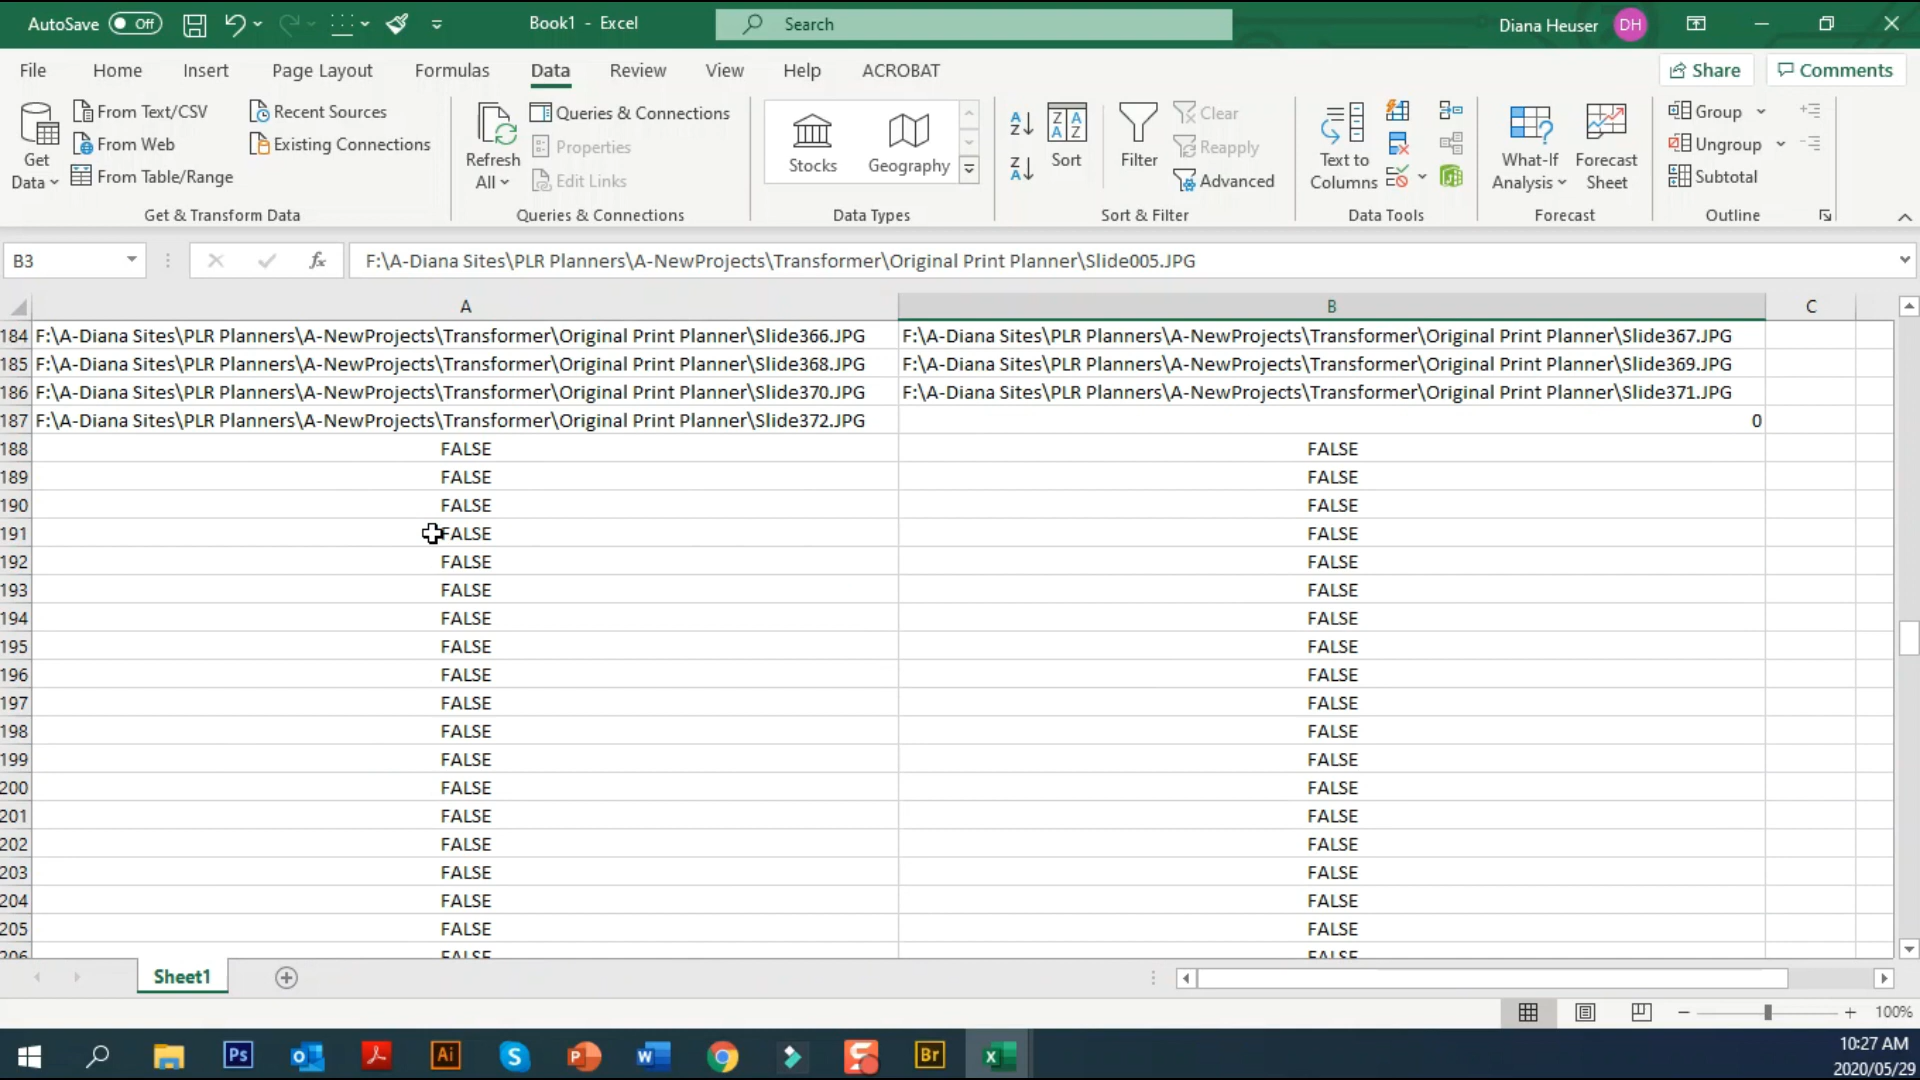 AutoSave Off Book1 - Excel Search Diana Heuser DH
File Home Insert Page Layout Formulas Data Review View Help ACROBAT Share Comments
Get Data From Text/CSV From Web From Table/Range Recent Sources Existing Connections
Refresh All Queries & Connections Properties Edit Links
Stocks Geography
Sort Filter Clear Reapply Advanced
Text to Columns
What-If Analysis Forecast Sheet
Group Ungroup Subtotal
Get & Transform Data Queries & Connections Data Types Sort & Filter Data Tools Forecast Outline
B3 fx F:\A-Diana Sites\PLR Planners\A-NewProjects\Transformer\Original Print Planner\Slide005.JPG
A B C
184 F:\A-Diana Sites\PLR Planners\A-NewProjects\Transformer\Original Print Planner\Slide366.JPG F:\A-Diana Sites\PLR Planners\A-NewProjects\Transformer\Original Print Planner\Slide367.JPG
185 F:\A-Diana Sites\PLR Planners\A-NewProjects\Transformer\Original Print Planner\Slide368.JPG F:\A-Diana Sites\PLR Planners\A-NewProjects\Transformer\Original Print Planner\Slide369.JPG
186 F:\A-Diana Sites\PLR Planners\A-NewProjects\Transformer\Original Print Planner\Slide370.JPG F:\A-Diana Sites\PLR Planners\A-NewProjects\Transformer\Original Print Planner\Slide371.JPG
187 F:\A-Diana Sites\PLR Planners\A-NewProjects\Transformer\Original Print Planner\Slide372.JPG 0
188 FALSE FALSE
189 FALSE FALSE
190 FALSE FALSE
191 FALSE FALSE
192 FALSE FALSE
193 FALSE FALSE
194 FALSE FALSE
195 FALSE FALSE
196 FALSE FALSE
197 FALSE FALSE
198 FALSE FALSE
199 FALSE FALSE
200 FALSE FALSE
201 FALSE FALSE
202 FALSE FALSE
203 FALSE FALSE
204 FALSE FALSE
205 FALSE FALSE
206 FALSE FALSE
Sheet1
100%
Ps Ai S P W Br X
10:27 AM
2020/05/29